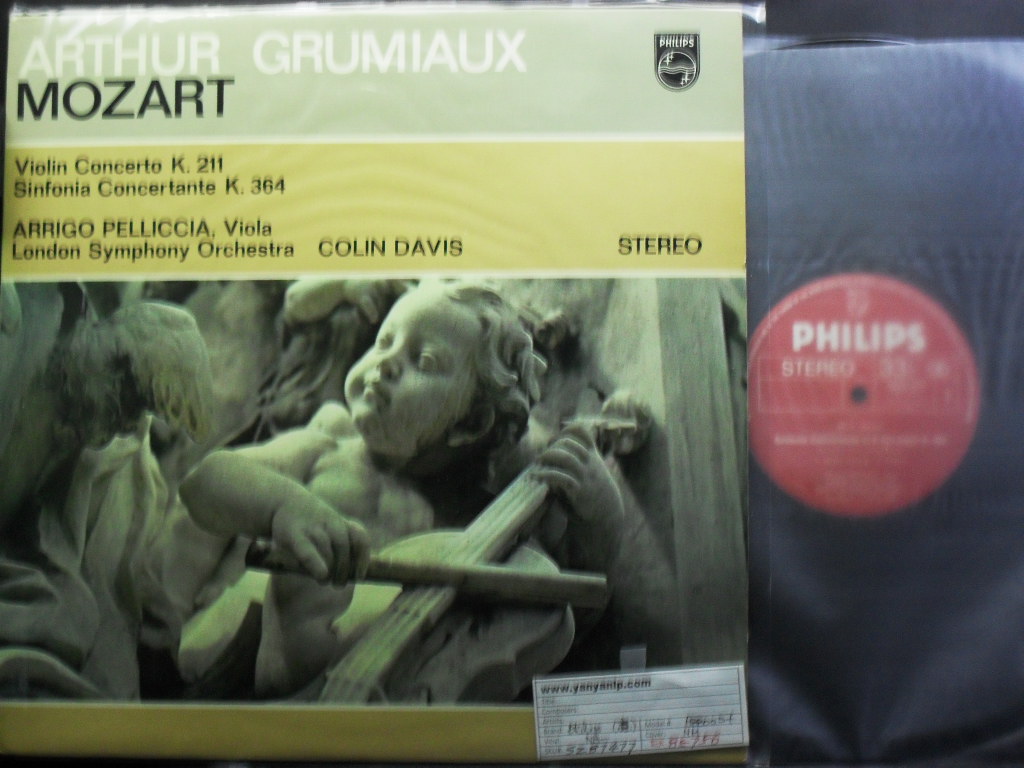 ARTHUR GRUMIAUX
MOZART
PHILIPS
Violin Concerto K. 211
Sinfonia Concertante K. 364
ARRIGO PELLICCIA, Viola
London Symphony Orchestra COLIN DAVIS STEREO
PHILIPS
STEREO
www.yanyanlp.com